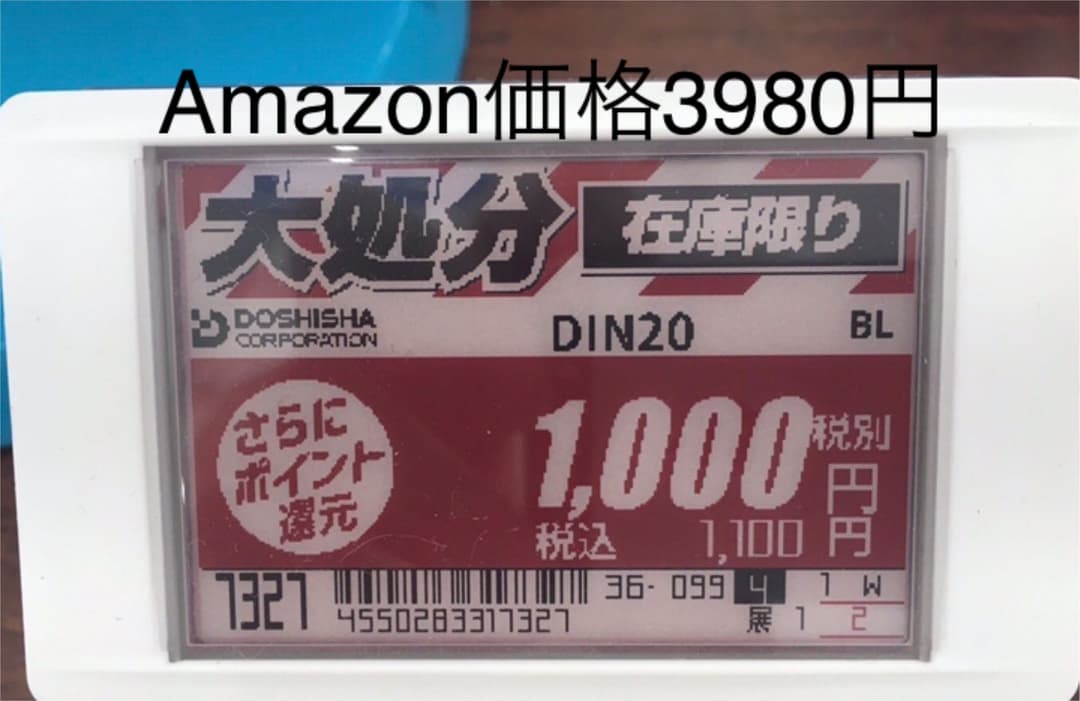 Amazon価格3980円
大処分 在庫限り
DOSHISHA
CORPORATION
DIN20 BL
さらに
ポイント
還元
1,000 税別
円
税込 1,100 円
7327
4550283317327
36-099 4 1 W
展 1 2